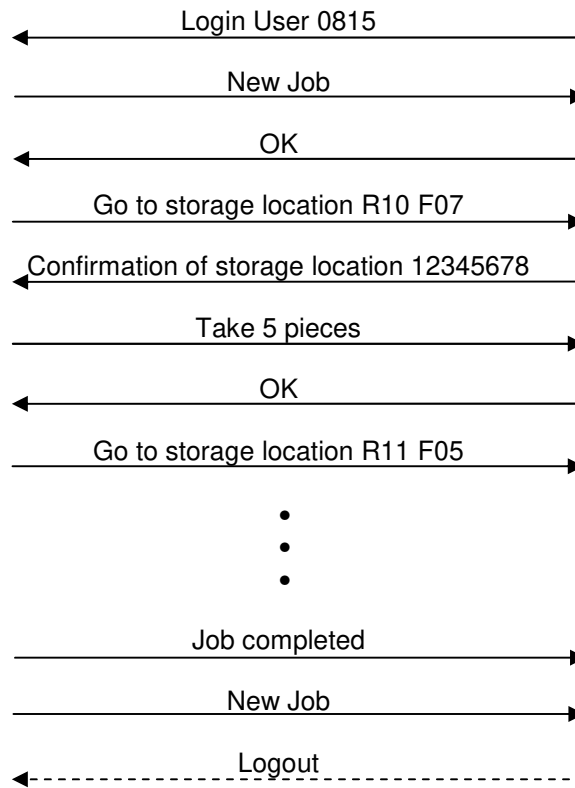 Login User 0815
New Job
OK
Go to storage location R10 F07
Confirmation of storage location 12345678
Take 5 pieces
OK
Go to storage location R11 F05
Job completed
New Job
Logout